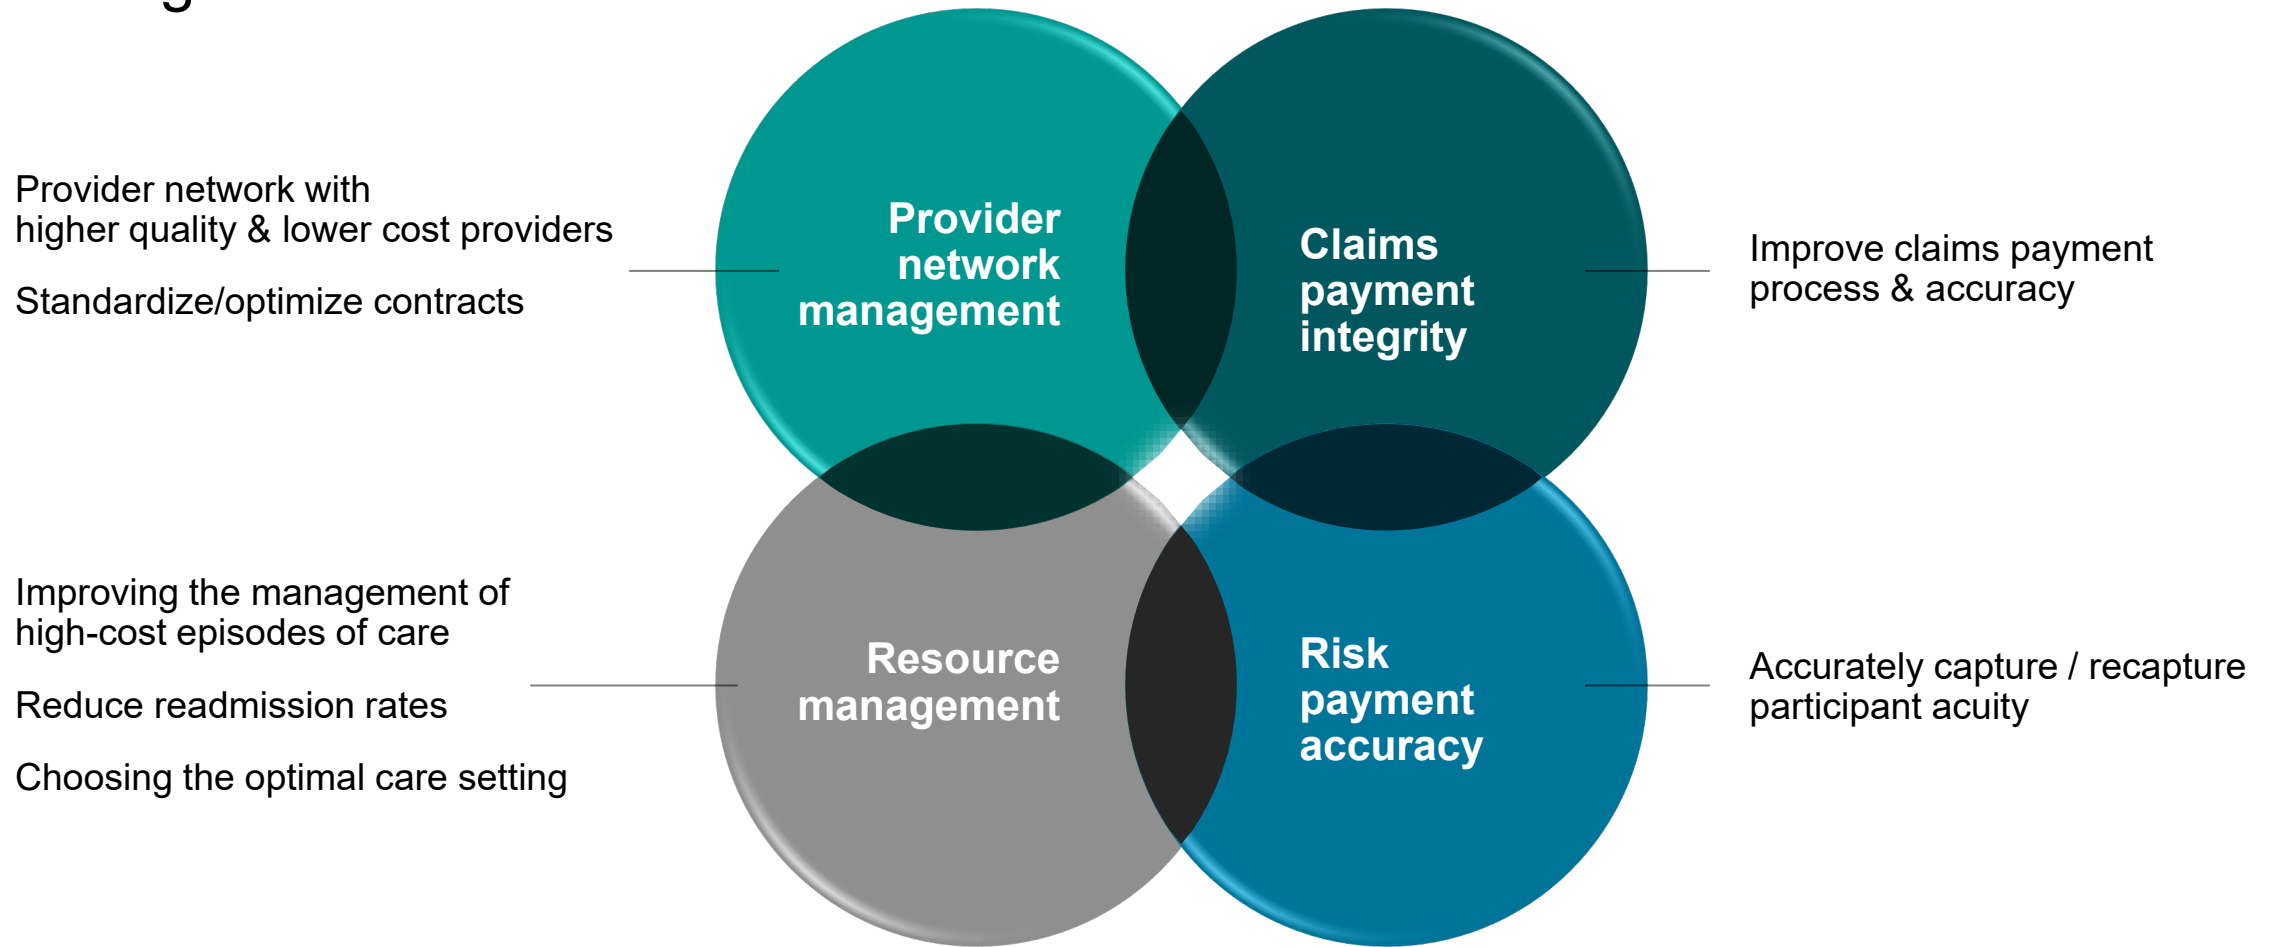 Provider network with
higher quality & lower cost providers
Standardize/optimize contracts
Provider
network
management
Claims
payment
integrity
Improve claims payment
process & accuracy
Improving the management of
high-cost episodes of care
Reduce readmission rates
Choosing the optimal care setting
Resource
management
Risk
payment
accuracy
Accurately capture / recapture
participant acuity